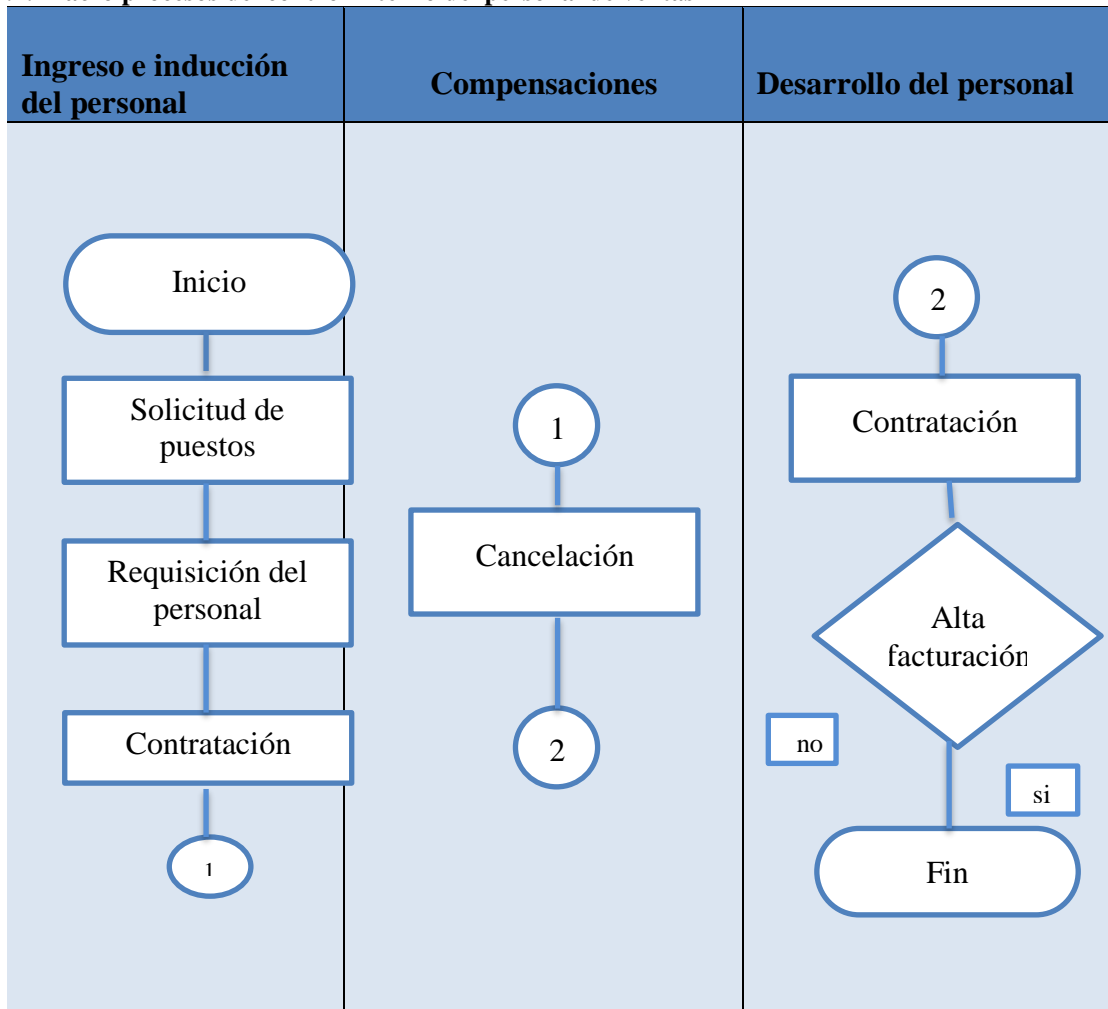 Ingreso e inducción
del personal
Compensaciones
Desarrollo del personal
Inicio
Solicitud de
puestos
Requisición del
personal
Contratación
1
1
Cancelación
2
2
Contratación
Alta
facturación
no
si
Fin